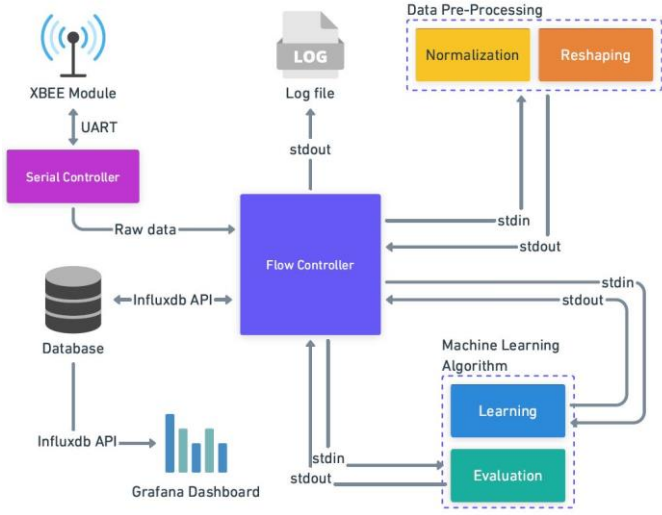 Data Pre-Processing
Normalization
Reshaping
LOG
XBEE Module
Log file
UART
stdout
Serial Controller
Raw data
stdin
stdout
Flow Controller
stdin
stdout
Influxdb API
Database
Machine Learning
Algorithm
Learning
Influxdb API
stdin
stdout
Evaluation
Grafana Dashboard